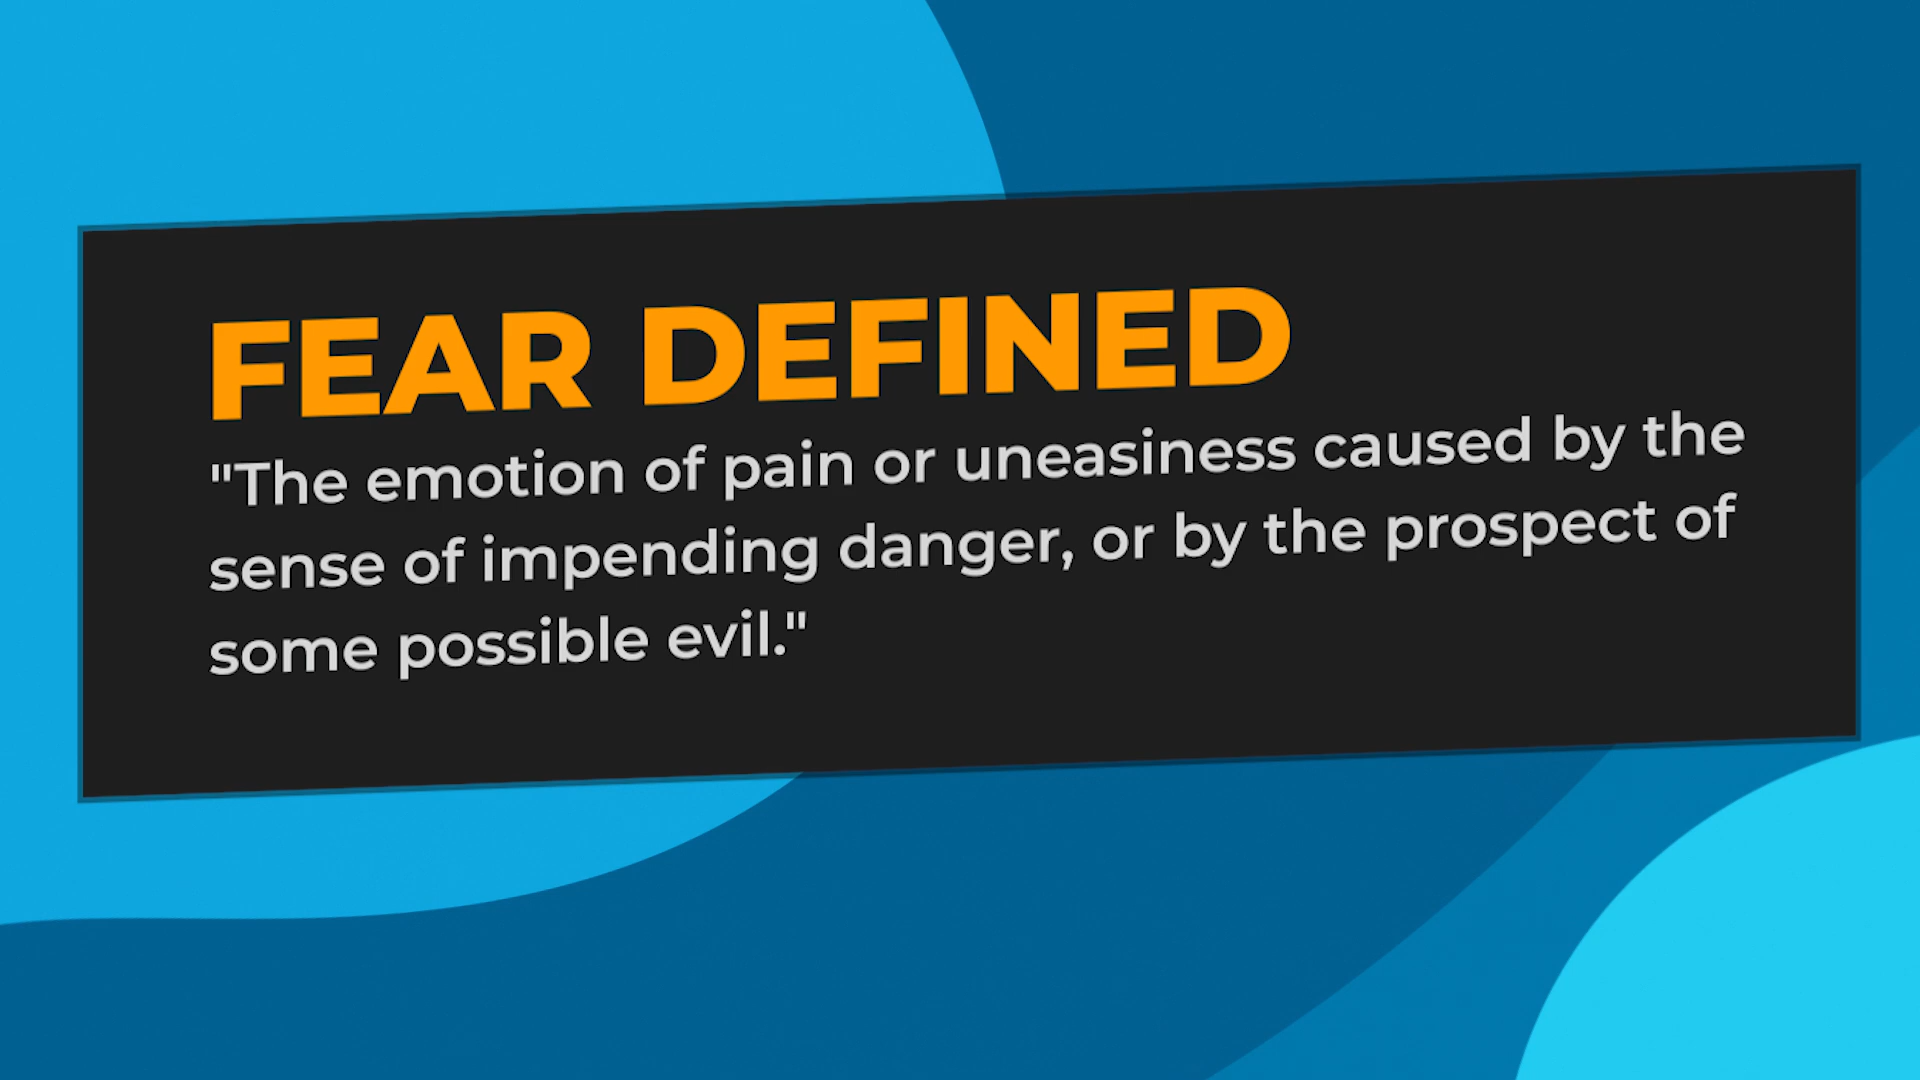 FEAR DEFINED
"The emotion of pain or uneasiness caused by the
sense of impending danger, or by the prospect of
some possible evil."